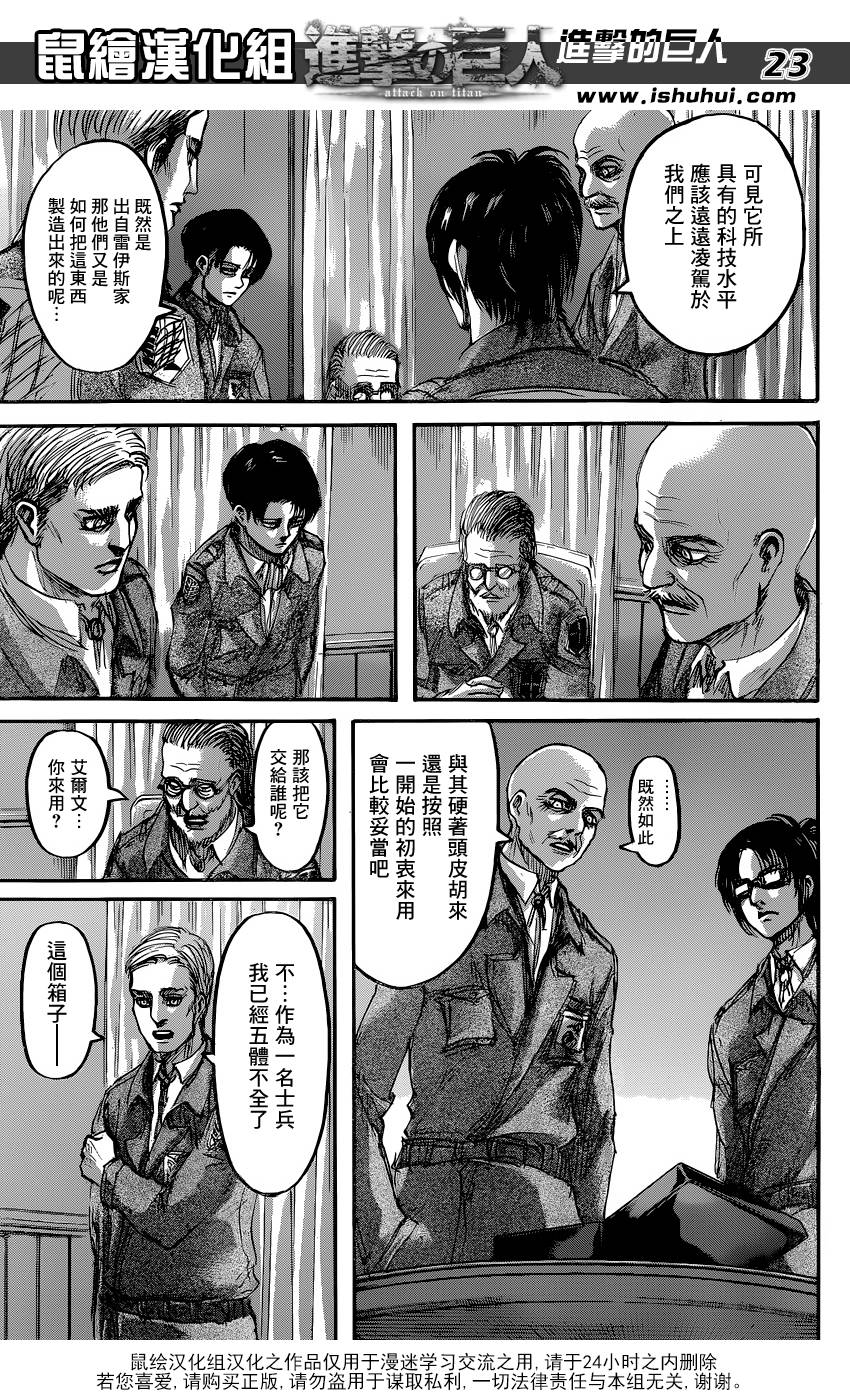 鼠繪漢化組
進撃の巨人
attack on titan
進擊的巨人
23
www.ishuhui.com
可見它所
具有的科技水平
應該遠遠凌駕於
我們之上
既然是
出自雷伊斯家
那他們又是
如何把這東西
製造出來的呢…
……
既然如此
與其硬著頭皮胡來
還是按照
一開始的初衷來用
會比較妥當吧
那該把它
交給誰呢?
艾爾文…
你來用?
不…作為一名士兵
我已經五體不全了
這個箱子——
鼠绘汉化组汉化之作品仅用于漫迷学习交流之用, 请于24小时之内删除
若您喜爱, 请购买正版, 请勿用于谋取私利, 一切法律责任与本组无关, 谢谢。